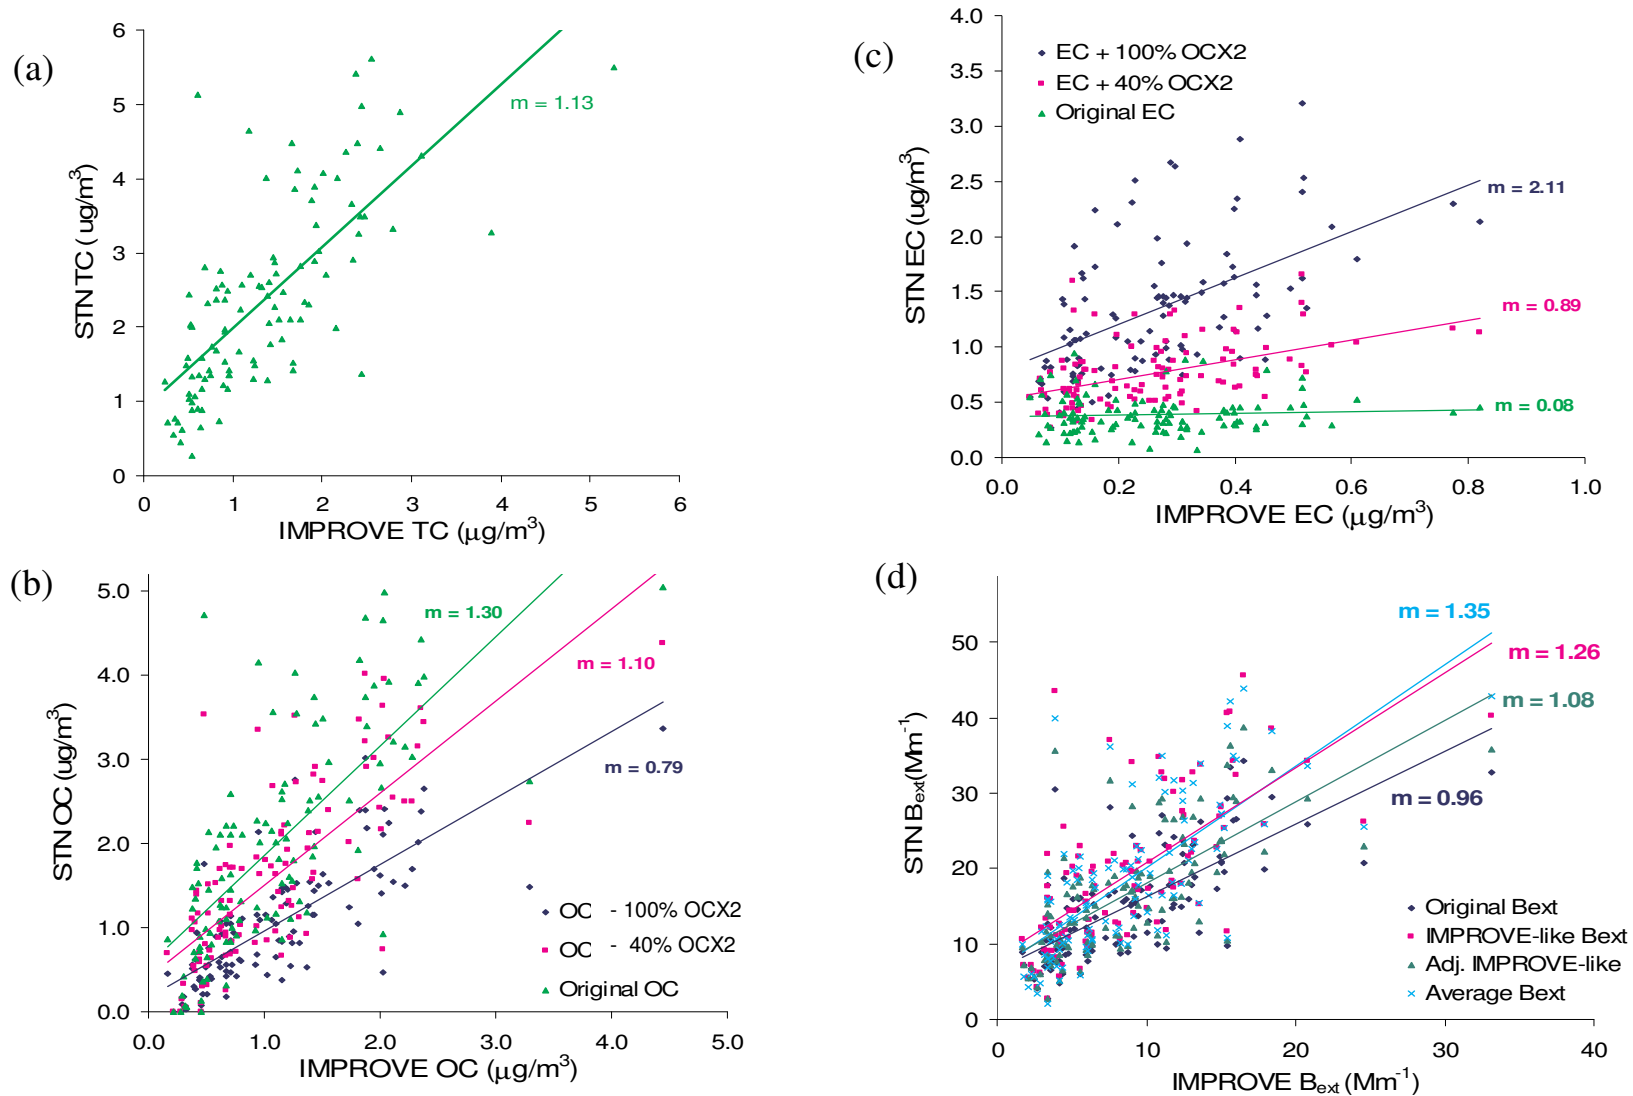 (a)
6
5
4
3
2
1
0
STN TC (ug/m³)
m = 1.13
0 1 2 3 4 5 6
IMPROVE TC (μg/m³)
(c)
4.0
3.5
3.0
2.5
2.0
1.5
1.0
0.5
0.0
STN EC (ug/m³)
EC + 100% OCX2
EC + 40% OCX2
Original EC
m = 2.11
m = 0.89
m = 0.08
0.0 0.2 0.4 0.6 0.8 1.0
IMPROVE EC (μg/m³)
(b)
5.0
4.0
3.0
2.0
1.0
0.0
STN OC (ug/m³)
m = 1.30
m = 1.10
m = 0.79
OC - 100% OCX2
OC - 40% OCX2
Original OC
0.0 1.0 2.0 3.0 4.0 5.0
IMPROVE OC (μg/m³)
(d)
50
40
30
20
10
0
STN Bext (Mm⁻¹)
m = 1.35
m = 1.26
m = 1.08
m = 0.96
Original Bext
IMPROVE-like Bext
Adj. IMPROVE-like
Average Bext
0 10 20 30 40
IMPROVE Bext (Mm⁻¹)